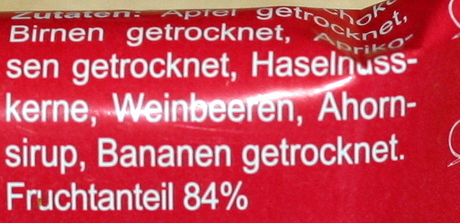 Zutaten: Äpfel getrocknet,
Birnen getrocknet, Apriko-
sen getrocknet, Haselnuss-
kerne, Weinbeeren, Ahorn-
sirup, Bananen getrocknet.
Fruchtanteil 84%